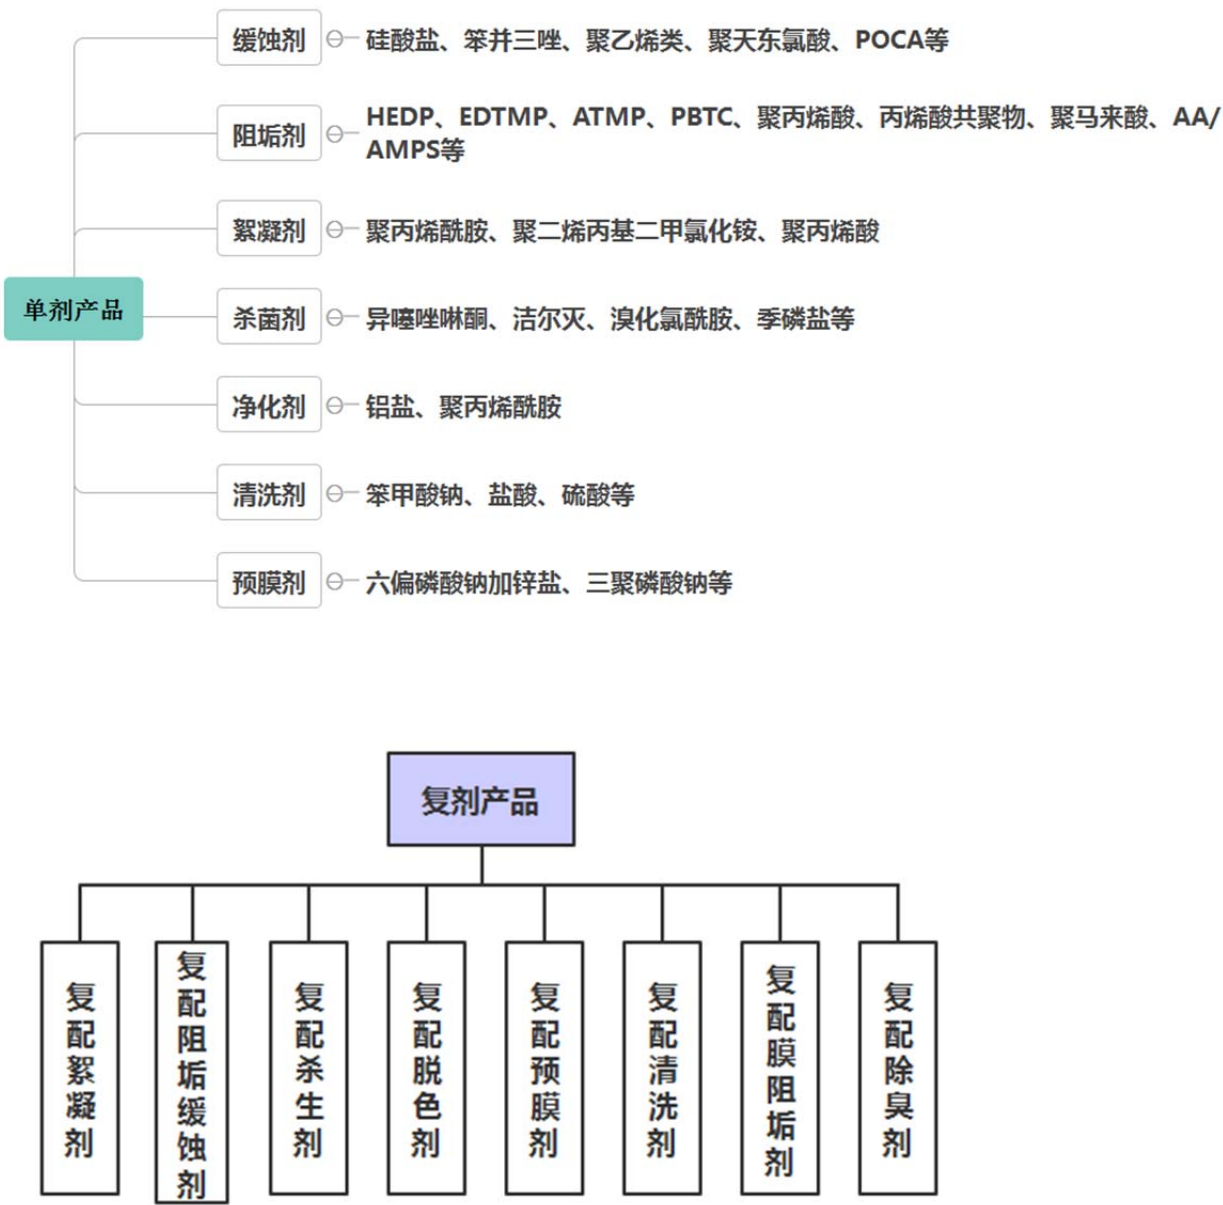 缓蚀剂
硅酸盐、笨并三唑、聚乙烯类、聚天东氯酸、POCA等
阻垢剂
HEDP、EDTMP、ATMP、PBTC、聚丙烯酸、丙烯酸共聚物、聚马来酸、AA/
AMPS等
絮凝剂
聚丙烯酰胺、聚二烯丙基二甲氯化铵、聚丙烯酸
单剂产品
杀菌剂
异噻唑啉酮、洁尔灭、溴化氯酰胺、季磷盐等
净化剂
铝盐、聚丙烯酰胺
清洗剂
笨甲酸钠、盐酸、硫酸等
预膜剂
六偏磷酸钠加锌盐、三聚磷酸钠等
复剂产品
复配絮凝剂
复配阻垢缓蚀剂
复配杀生剂
复配脱色剂
复配预膜剂
复配清洗剂
复配膜阻垢剂
复配除臭剂